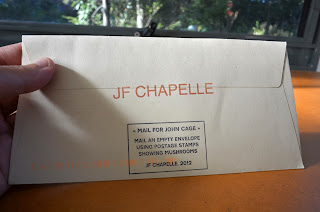 JF CHAPELLE
« MAIL FOR JOHN CAGE »
MAIL AN EMPTY ENVELOPE
USING POSTAGE STAMPS
SHOWING MUSHROOMS
JF CHAPELLE, 2012